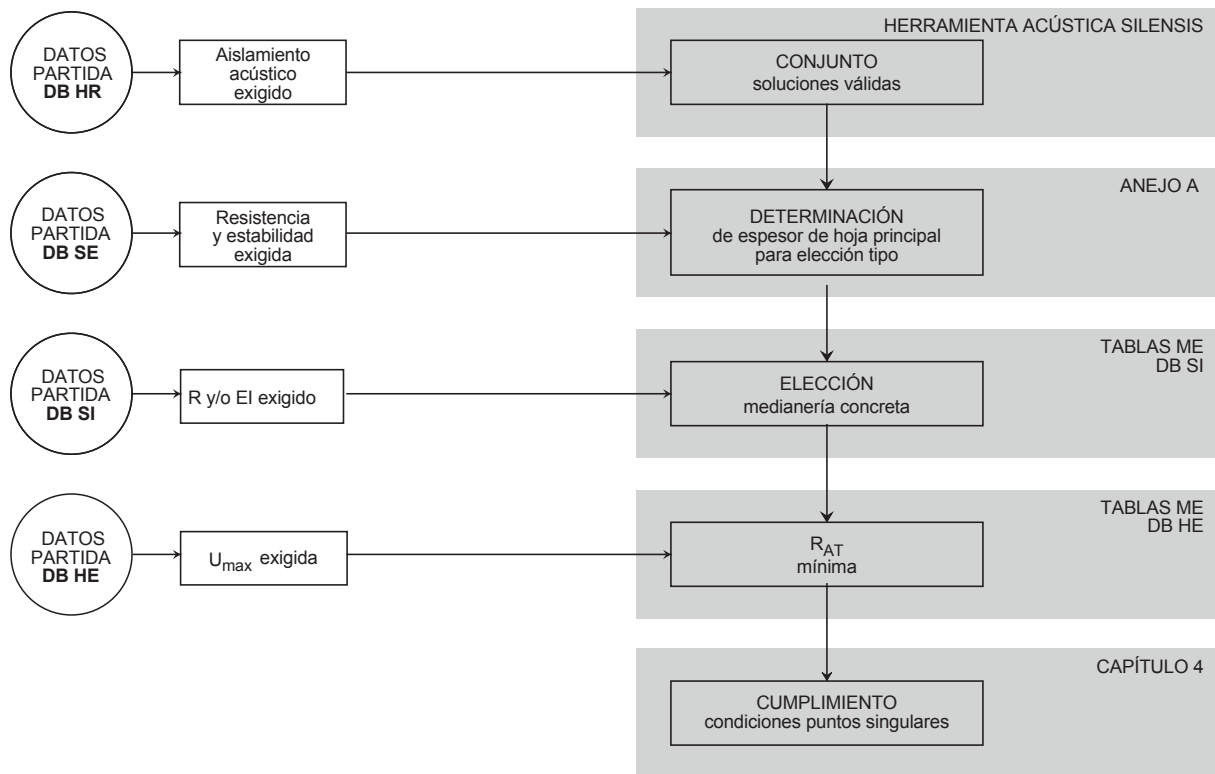 HERRAMIENTA ACÚSTICA SILENSIS
DATOS
PARTIDA
DB HR
Aislamiento
acústico
exigido
CONJUNTO
soluciones válidas
ANEJO A
DATOS
PARTIDA
DB SE
Resistencia
y estabilidad
exigida
DETERMINACIÓN
de espesor de hoja principal
para elección tipo
TABLAS ME
DB SI
DATOS
PARTIDA
DB SI
R y/o EI exigido
ELECCIÓN
medianería concreta
TABLAS ME
DB HE
DATOS
PARTIDA
DB HE
Umax exigida
RAT
mínima
CAPÍTULO 4
CUMPLIMIENTO
condiciones puntos singulares